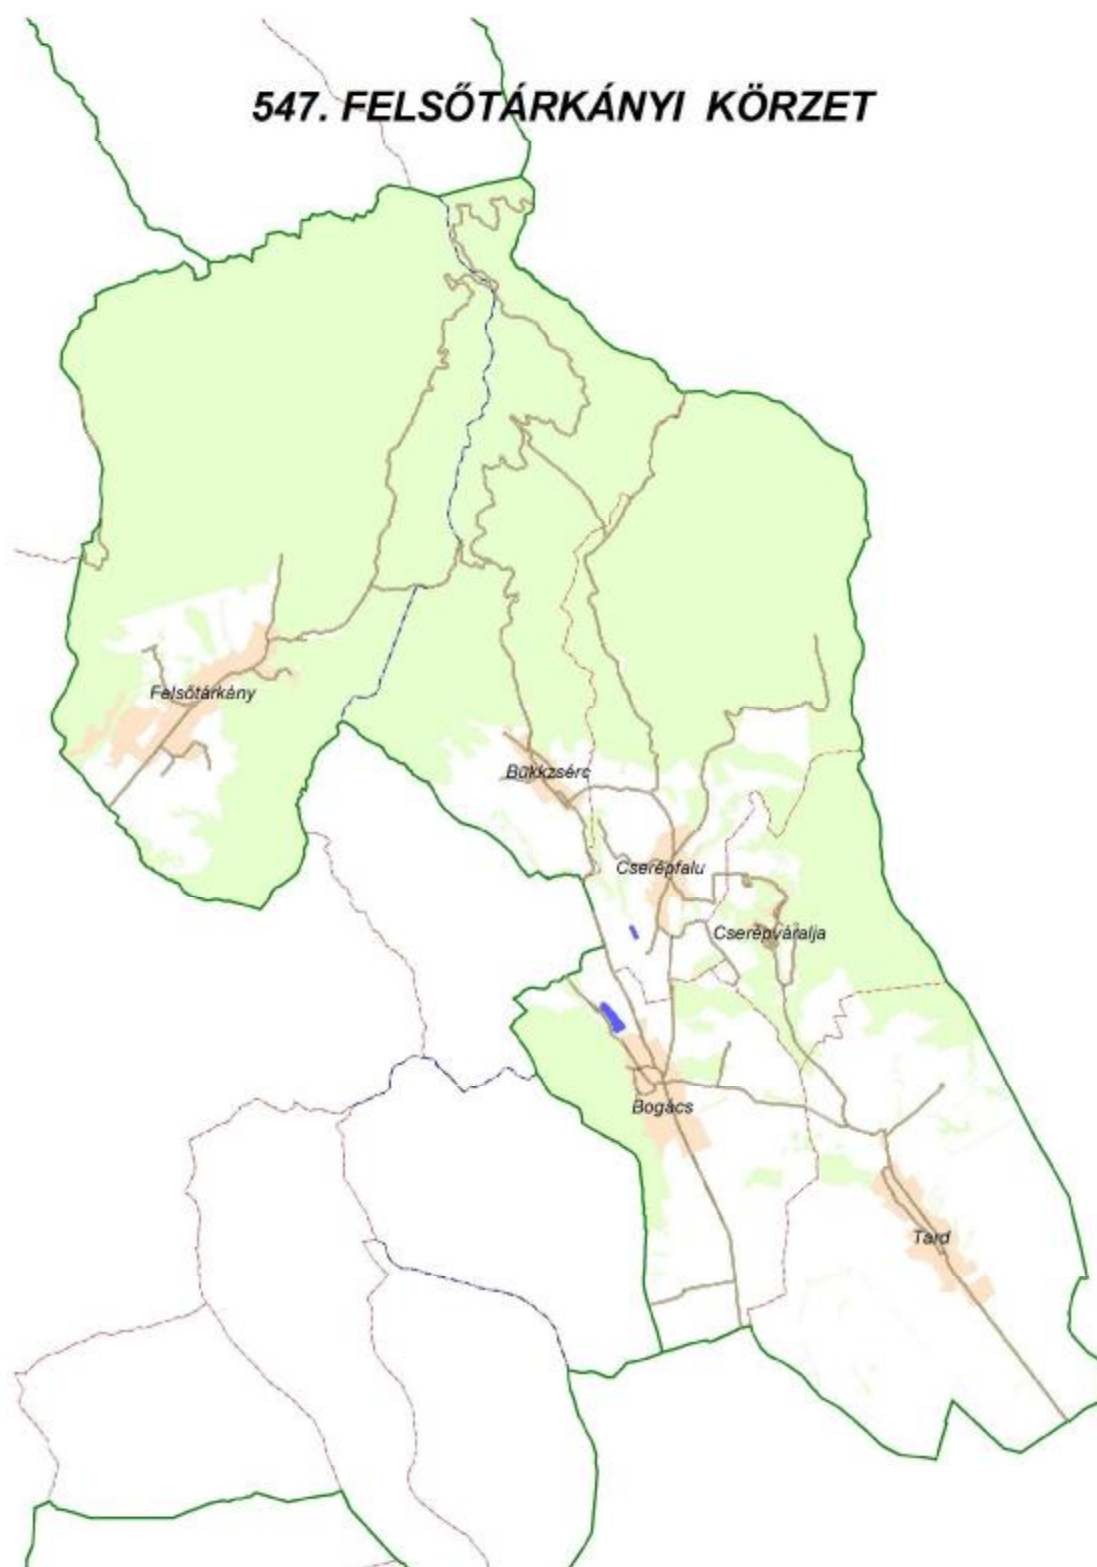 547. FELSŐTÁRKÁNYI KÖRZET
Felsőtárkány
Bükkzsérc
Cserépfalu
Cserépváralja
Bogács
Tard